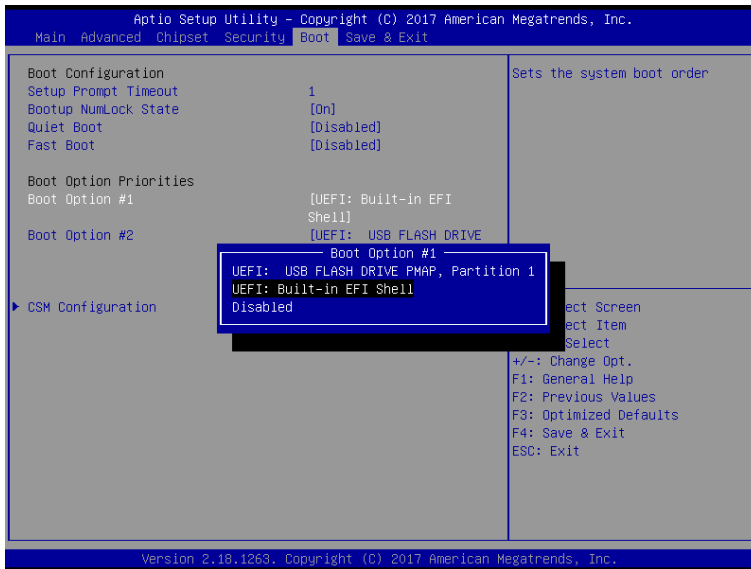 Aptio Setup Utility – Copyright (C) 2017 American Megatrends, Inc.
Main Advanced Chipset Security Boot Save & Exit
Boot Configuration
Setup Prompt Timeout 1
Bootup NumLock State [On]
Quiet Boot [Disabled]
Fast Boot [Disabled]
Boot Option Priorities
Boot Option #1 [UEFI: Built-in EFI
Shell]
Boot Option #2 [UEFI: USB FLASH DRIVE
CSM Configuration
Boot Option #1
UEFI: USB FLASH DRIVE PMAP, Partition 1
UEFI: Built-in EFI Shell
Disabled
Sets the system boot order
ect Screen
ect Item
Select
+/-: Change Opt.
F1: General Help
F2: Previous Values
F3: Optimized Defaults
F4: Save & Exit
ESC: Exit
Version 2.18.1263. Copyright (C) 2017 American Megatrends, Inc.